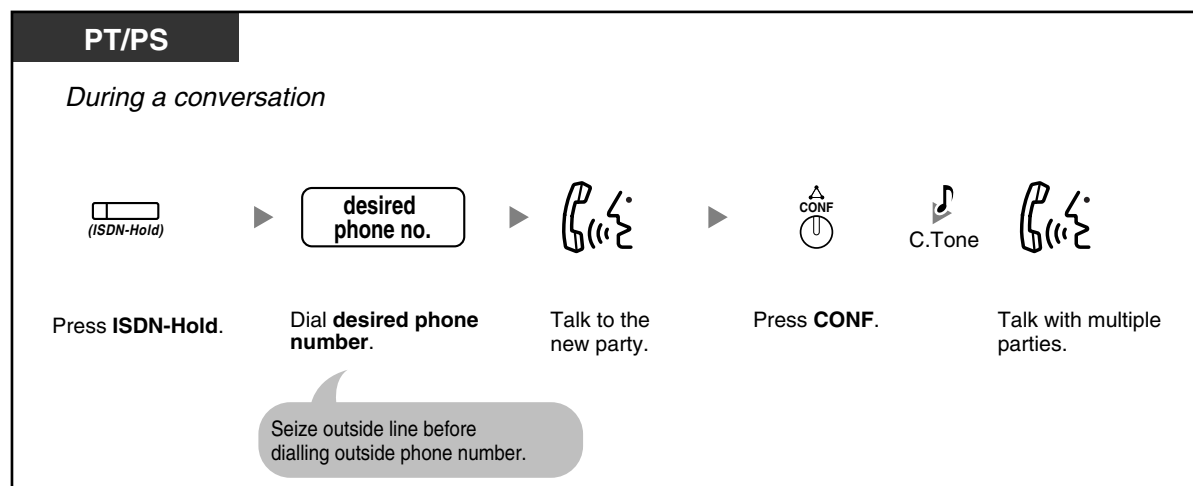 PT/PS
During a conversation
(ISDN-Hold)
desired
phone no.
CONF
C.Tone
Press ISDN-Hold.
Dial desired phone
number.
Talk to the
new party.
Press CONF.
Talk with multiple
parties.
Seize outside line before
dialling outside phone number.